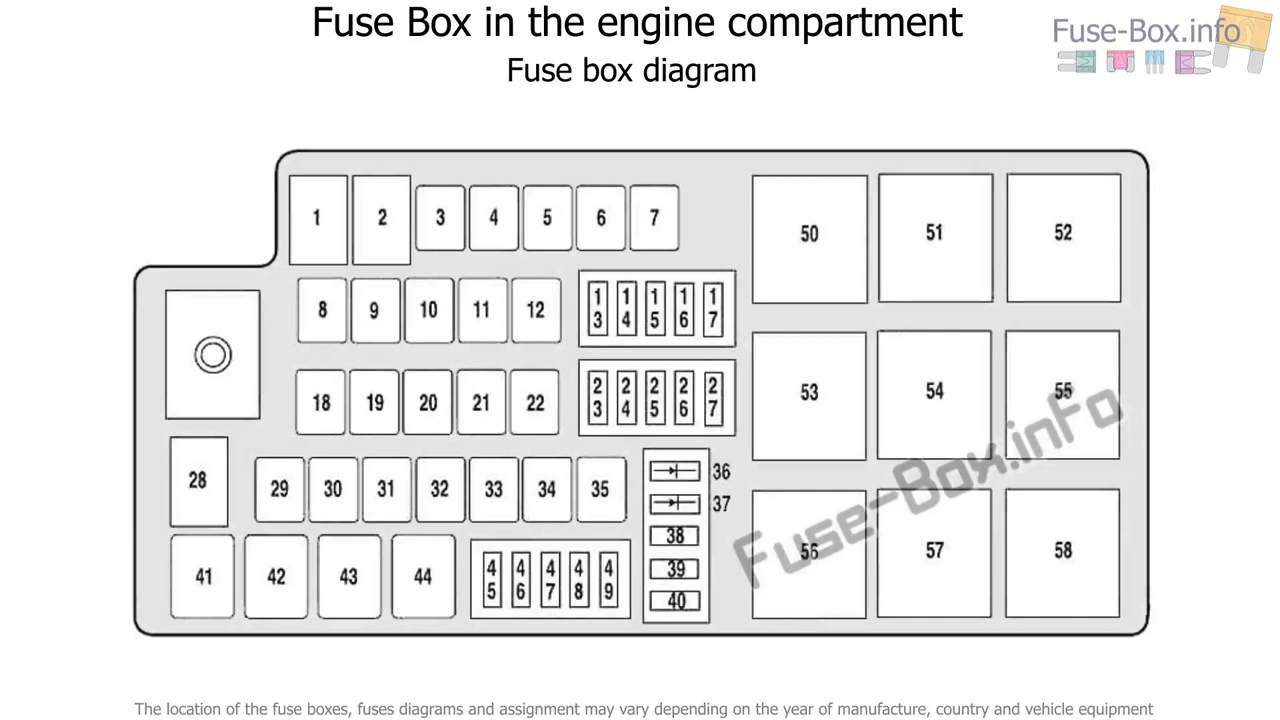 Fuse Box in the engine compartment
Fuse-Box.info
Fuse box diagram
1 2 3 4 5 6 7 50 51 52
8 9 10 11 12 13 14 15 16 17
18 19 20 21 22 23 24 25 26 27 53 54 55
28 29 30 31 32 33 34 35 36
37
38
39
40
41 42 43 44 45 46 47 48 49 56 57 58
Fuse-Box.info
The location of the fuse boxes, fuses diagrams and assignment may vary depending on the year of manufacture, country and vehicle equipment